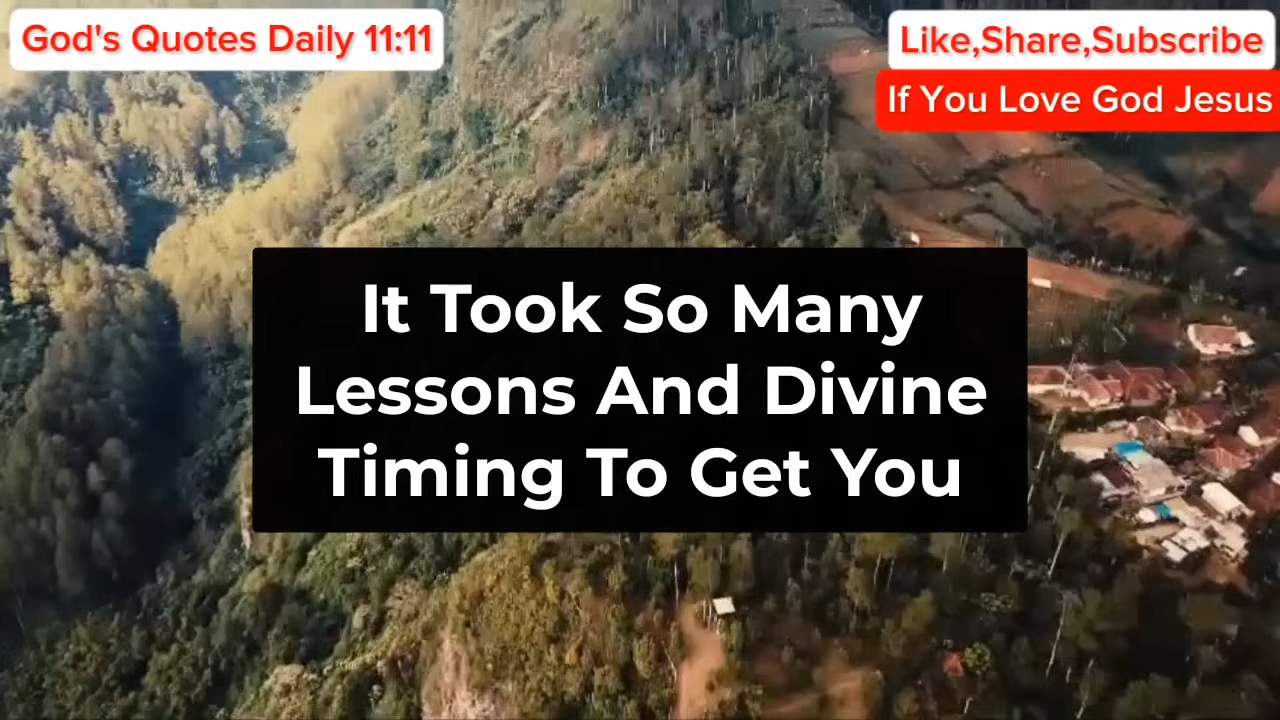 God's Quotes Daily 11:11
Like,Share,Subscribe
If You Love God Jesus
It Took So Many
Lessons And Divine
Timing To Get You